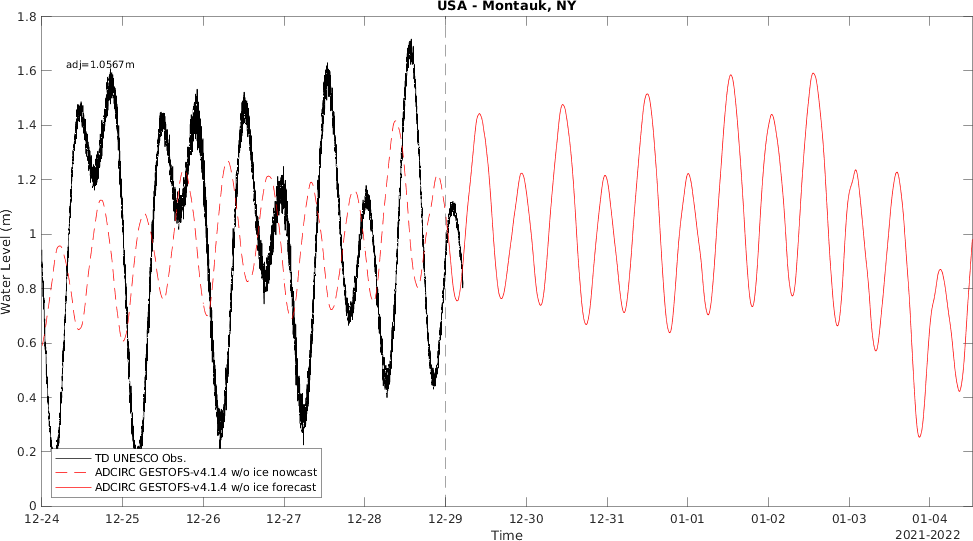 USA - Montauk, NY
1.8
1.6
1.4
1.2
1
0.8
0.6
0.4
0.2
0
Water Level (m)
adj=1.0567m
TD UNESCO Obs.
ADCIRC GESTOFS-v4.1.4 w/o ice nowcast
ADCIRC GESTOFS-v4.1.4 w/o ice forecast
12-24 12-25 12-26 12-27 12-28 12-29 12-30 12-31 01-01 01-02 01-03 01-04
Time
2021-2022